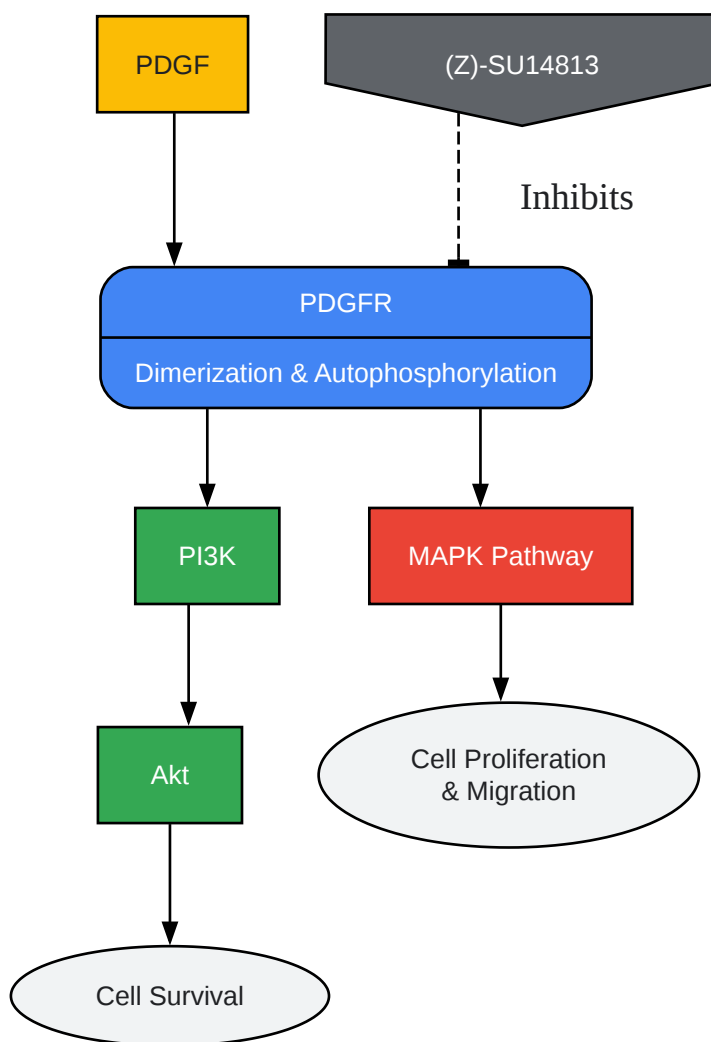 PDGF
(Z)-SU14813
Inhibits
PDGFR
Dimerization & Autophosphorylation
PI3K
MAPK Pathway
Akt
Cell Proliferation
& Migration
Cell Survival